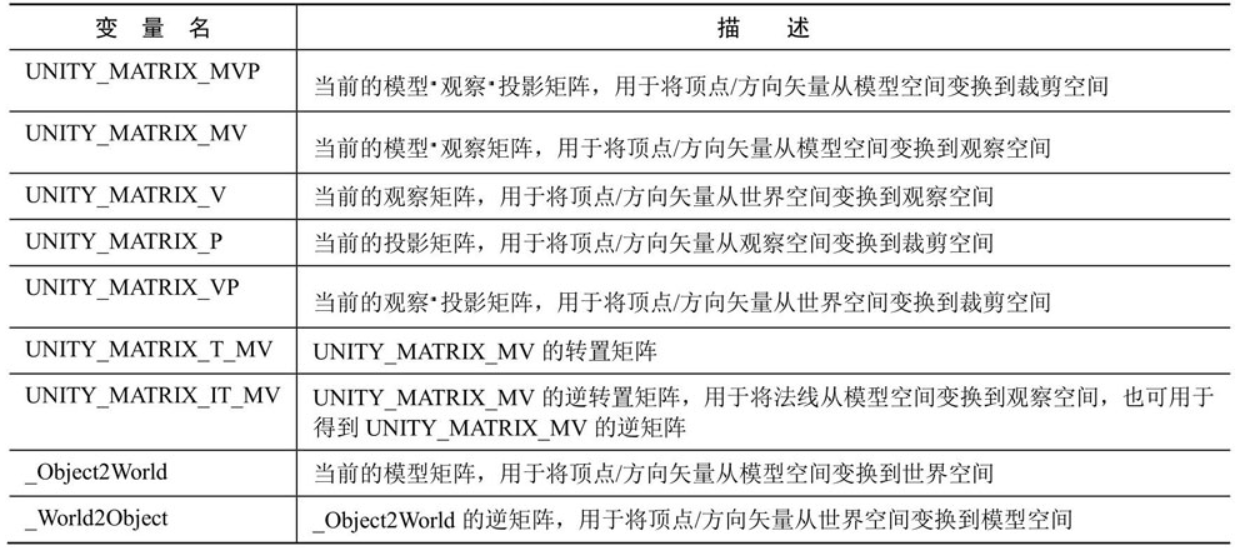 变 量 名 描 述
UNITY_MATRIX_MVP 当前的模型·观察·投影矩阵，用于将顶点/方向矢量从模型空间变换到裁剪空间
UNITY_MATRIX_MV 当前的模型·观察矩阵，用于将顶点/方向矢量从模型空间变换到观察空间
UNITY_MATRIX_V 当前的观察矩阵，用于将顶点/方向矢量从世界空间变换到观察空间
UNITY_MATRIX_P 当前的投影矩阵，用于将顶点/方向矢量从观察空间变换到裁剪空间
UNITY_MATRIX_VP 当前的观察·投影矩阵，用于将顶点/方向矢量从世界空间变换到裁剪空间
UNITY_MATRIX_T_MV UNITY_MATRIX_MV 的转置矩阵
UNITY_MATRIX_IT_MV UNITY_MATRIX_MV 的逆转置矩阵，用于将法线从模型空间变换到观察空间，也可用于
得到 UNITY_MATRIX_MV 的逆矩阵
_Object2World 当前的模型矩阵，用于将顶点/方向矢量从模型空间变换到世界空间
_World2Object _Object2World 的逆矩阵，用于将顶点/方向矢量从世界空间变换到模型空间